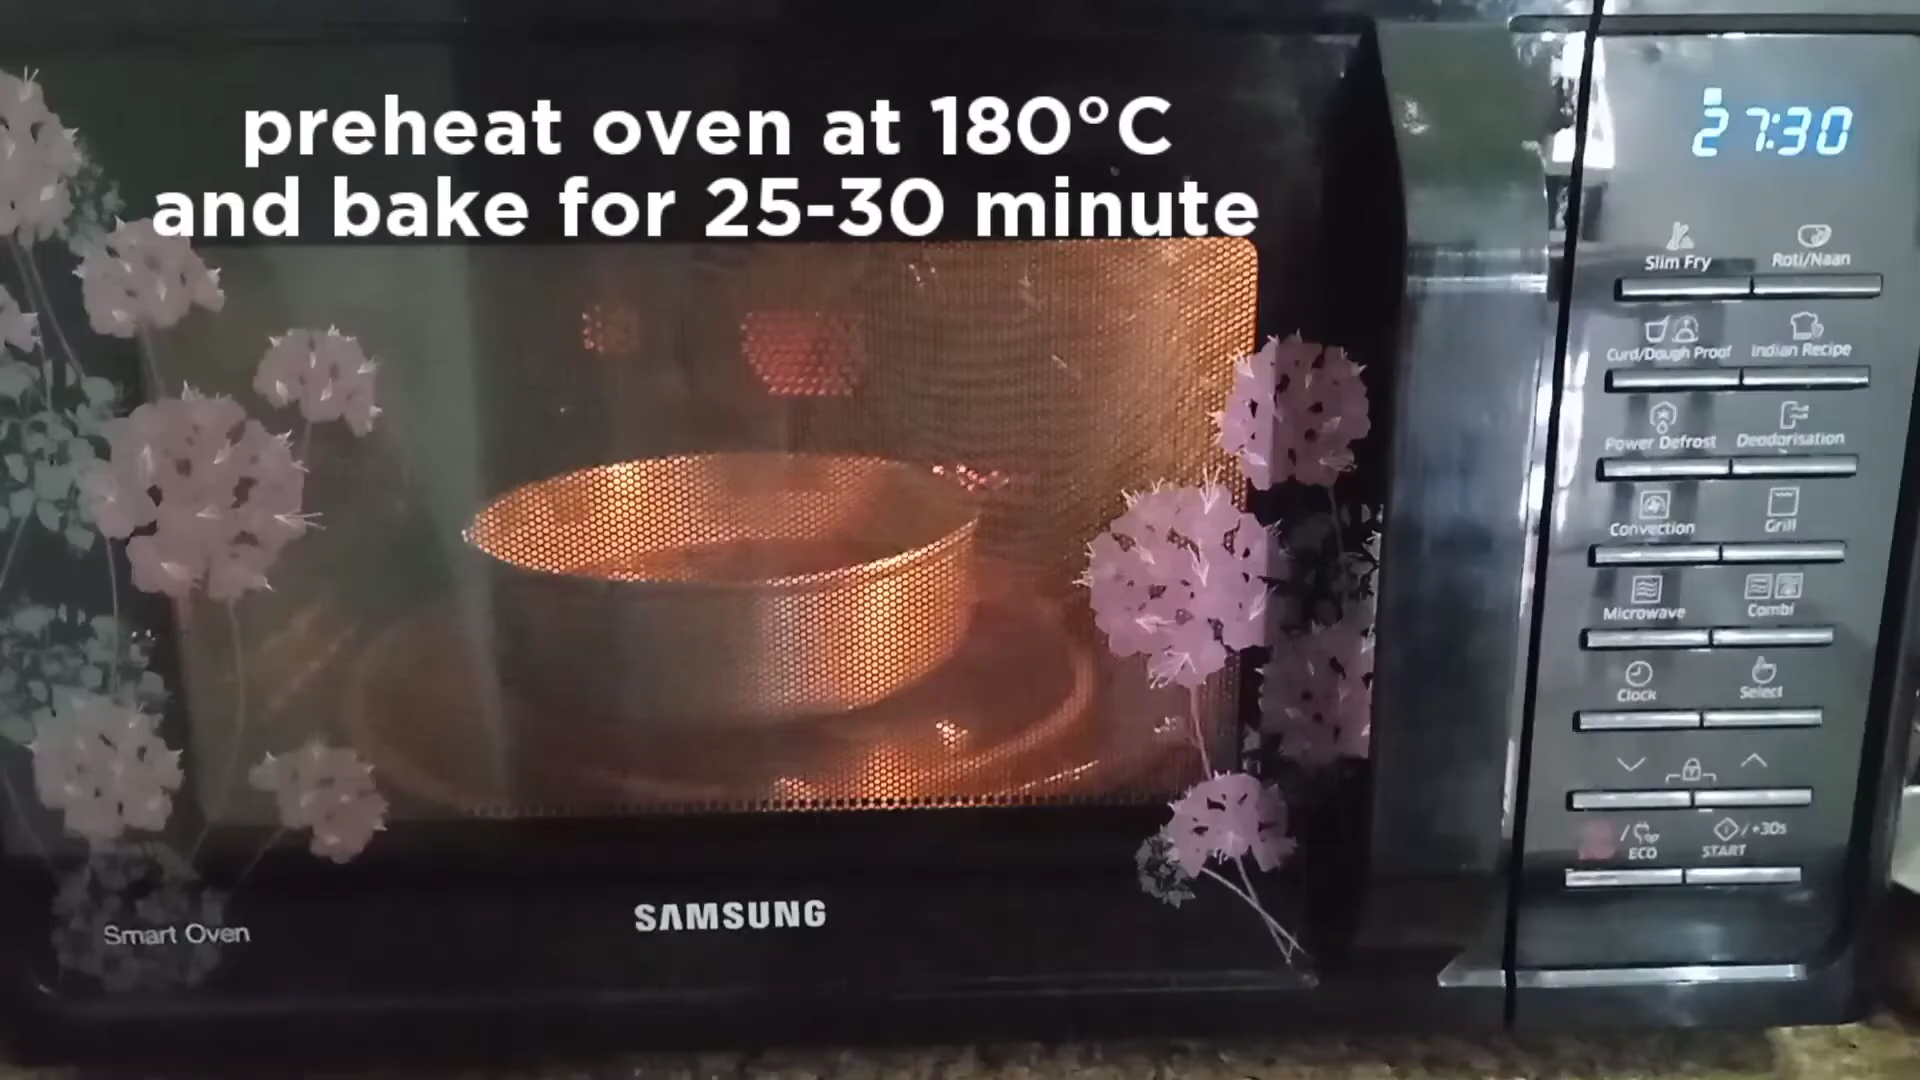 preheat oven at 180°C
and bake for 25-30 minute
27:30
Slim Fry
Roti/Naan
Curd/Dough Proof
Indian Recipe
Power Defrost
Deodorisation
Convection
Grill
Microwave
Combi
Clock
Select
/
ECO
/+30s
START
SAMSUNG
Smart Oven